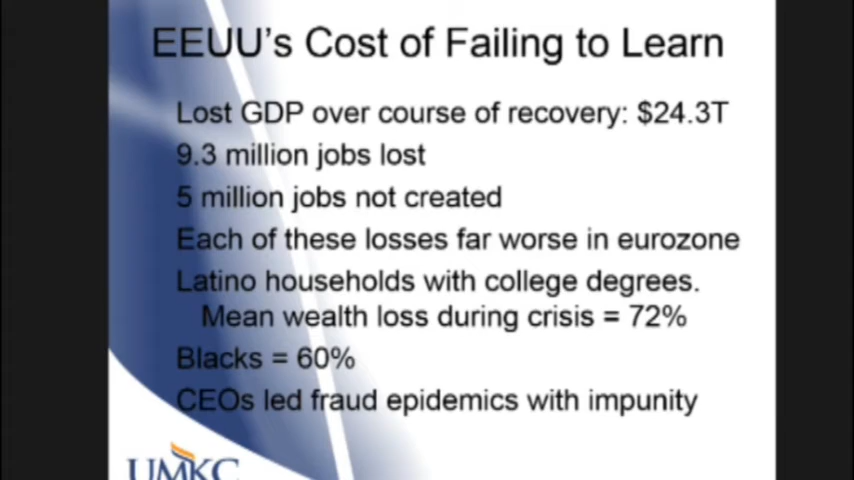 EEUU's Cost of Failing to Learn
Lost GDP over course of recovery: $24.3T
9.3 million jobs lost
5 million jobs not created
Each of these losses far worse in eurozone
Latino households with college degrees.
Mean wealth loss during crisis = 72%
Blacks = 60%
CEOs led fraud epidemics with impunity
UMKC